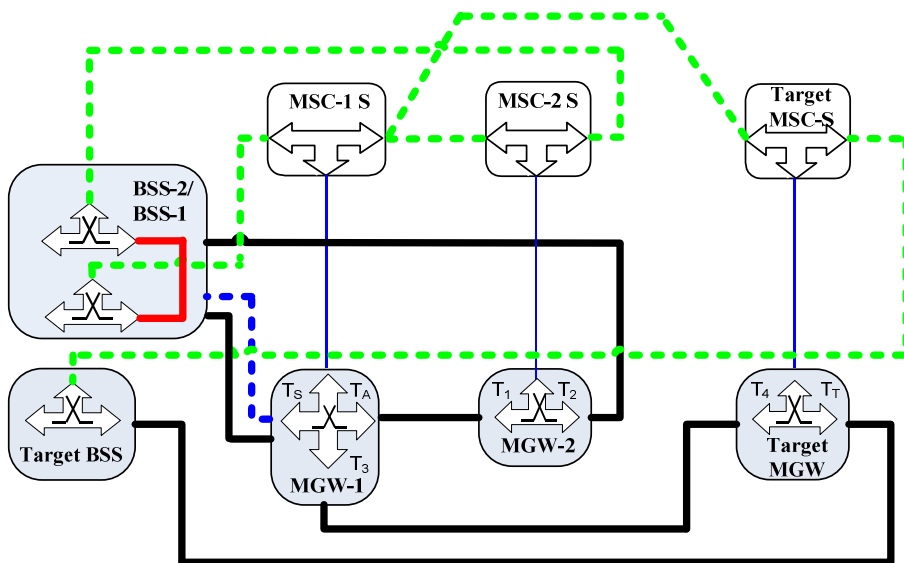 MSC-1 S
MSC-2 S
Target
MSC-S
BSS-2/
BSS-1
TS
TA
T3
MGW-1
T1
T2
MGW-2
T4
TT
Target
MGW
Target BSS